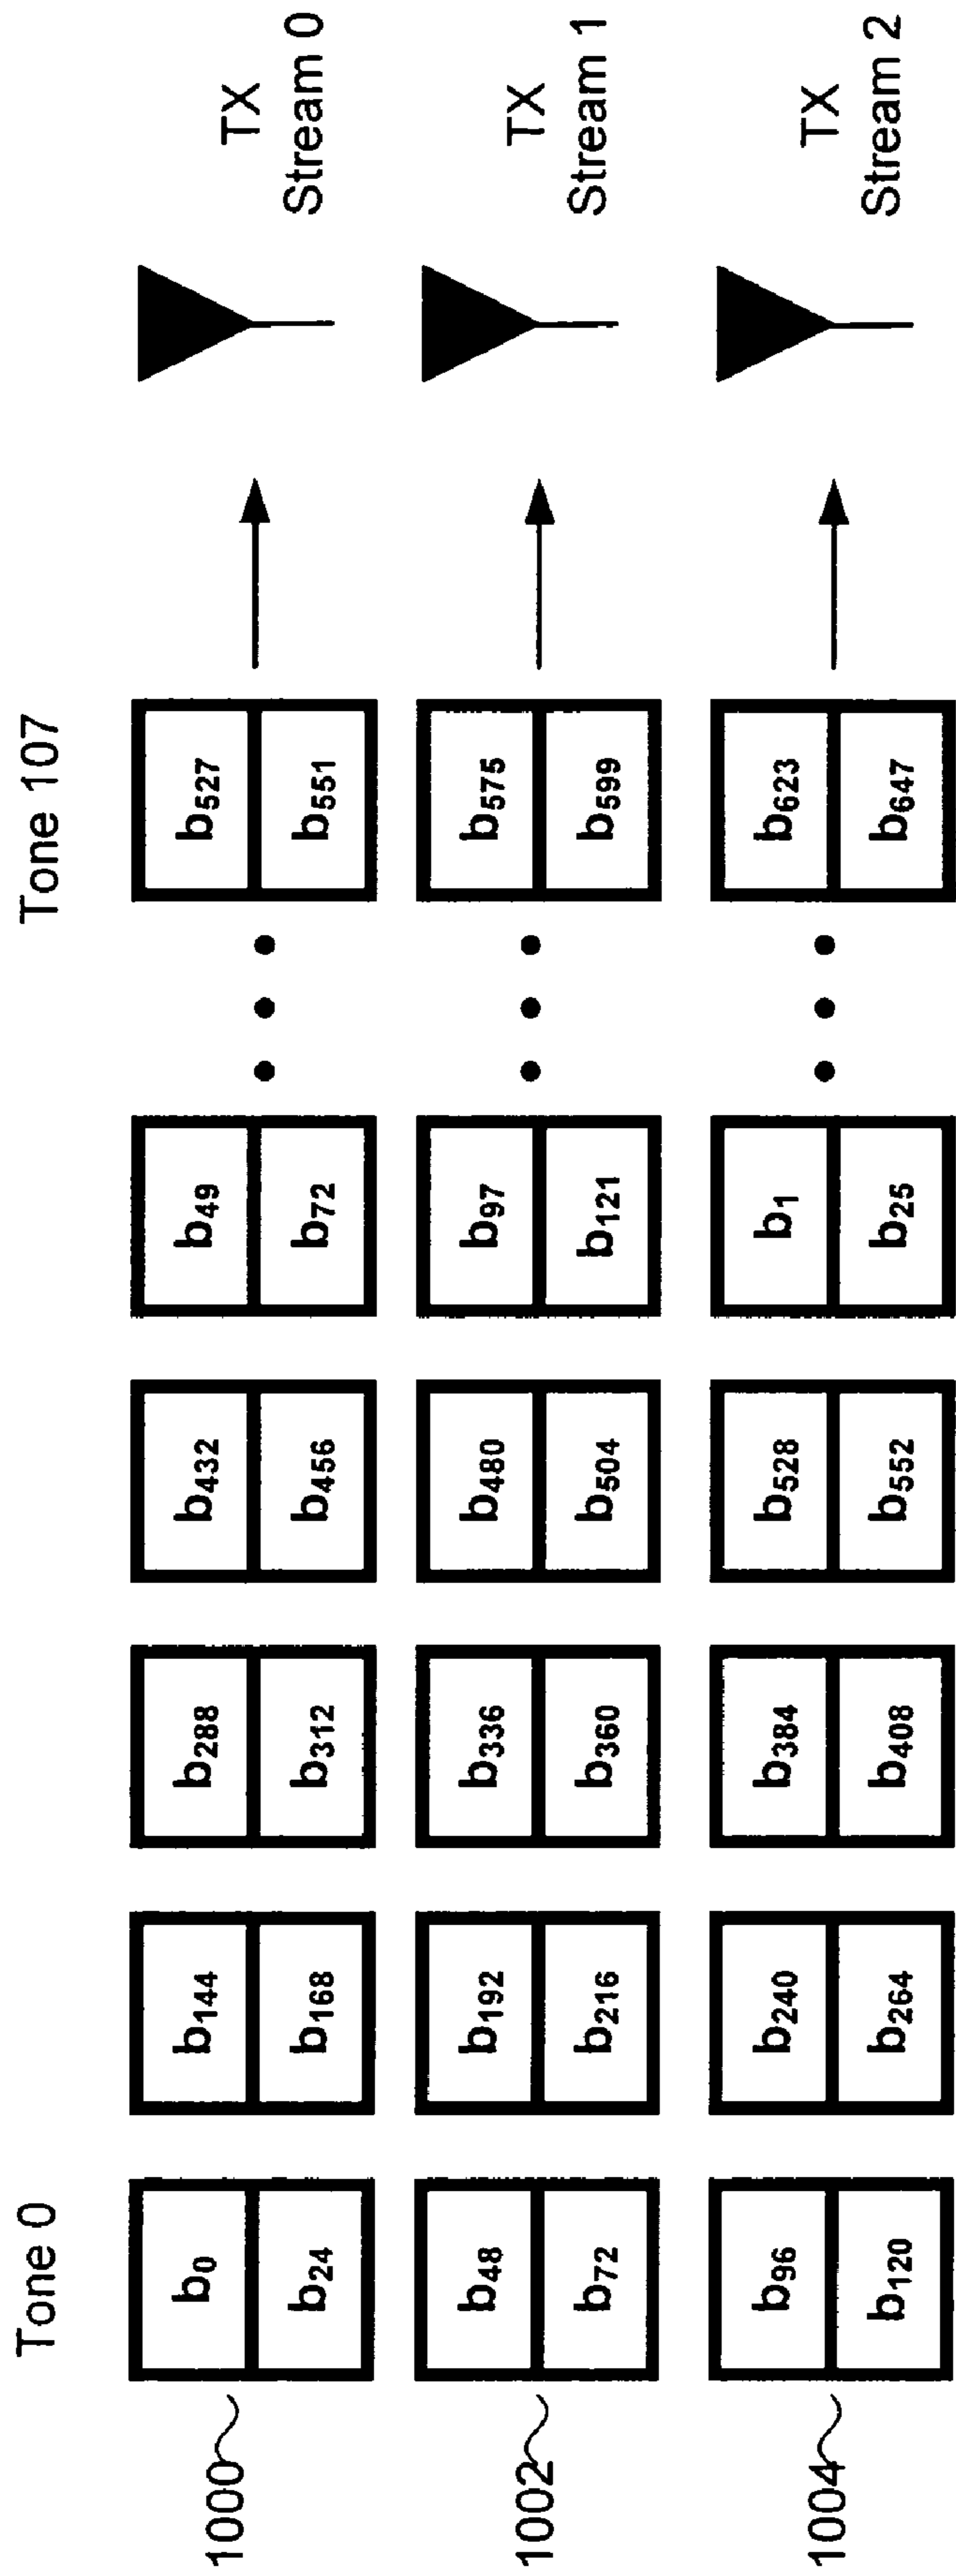 Tone 0 Tone 107
1000 b0 b144 b288 b432 b49 b527 TX
b24 b168 b312 b456 b72 b551 Stream 0
1002 b48 b192 b336 b480 b97 b575 TX
b72 b216 b360 b504 b121 b599 Stream 1
1004 b96 b240 b384 b528 b1 b623 TX
b120 b264 b408 b552 b25 b647 Stream 2